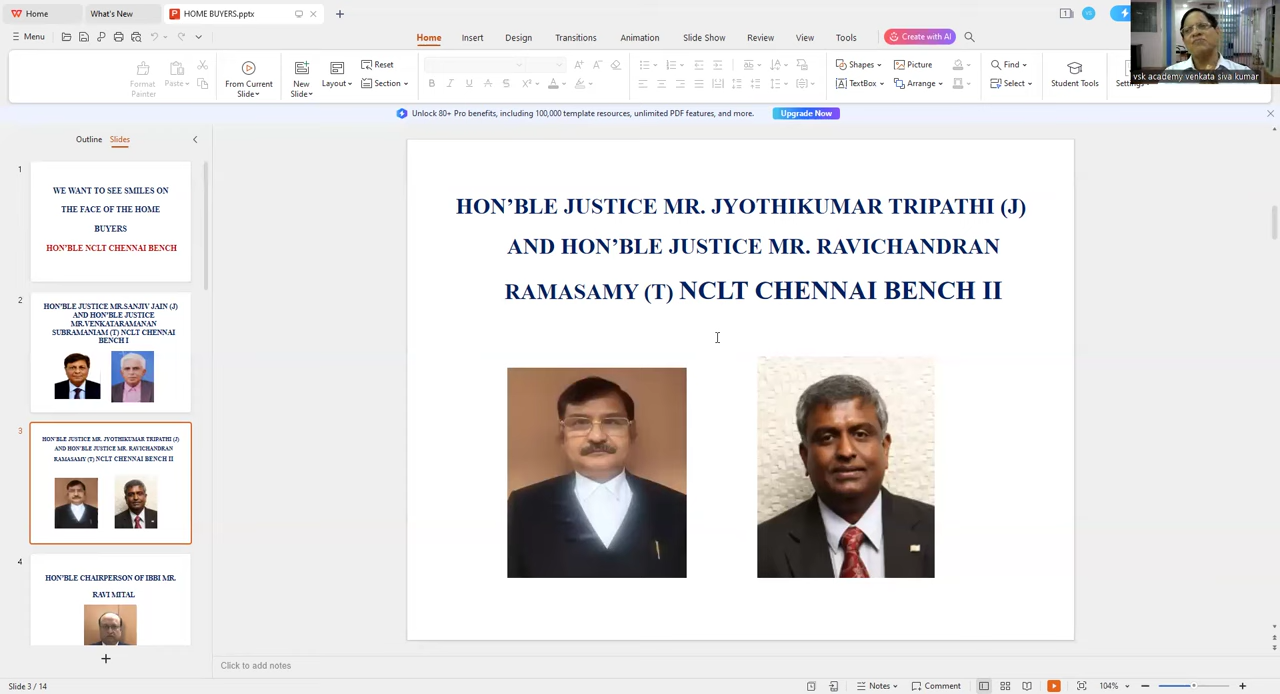 Home
What's New
HOME BUYERS.pptx
Menu
Home
Insert
Design
Transitions
Animation
Slide Show
Review
View
Tools
Create with AI
vsk academy venkata siva kumar
Format Painter
Paste
From Current Slide
New Slide
Layout
Reset
Section
B I U A S X² A
Shapes
Picture
TextBox
Arrange
Find
Select
Student Tools
Settings
Unlock 80+ Pro benefits, including 100,000 template resources, unlimited PDF features, and more.
Upgrade Now
Outline
Slides
1
WE WANT TO SEE SMILES ON
THE FACE OF THE HOME
BUYERS
HON'BLE NCLT CHENNAI BENCH
2
HON'BLE JUSTICE MR.SANJIV JAIN (J)
AND HON'BLE JUSTICE
MR.VENKATARAMANAN
SUBRAMANIAM (T) NCLT CHENNAI
BENCH I
3
HON'BLE JUSTICE MR. JYOTHIKUMAR TRIPATHI (J)
AND HON'BLE JUSTICE MR. RAVICHANDRAN
RAMASAMY (T) NCLT CHENNAI BENCH II
4
HON'BLE CHAIRPERSON OF IBBI MR.
RAVI MITAL
HON'BLE JUSTICE MR. JYOTHIKUMAR TRIPATHI (J)
AND HON'BLE JUSTICE MR. RAVICHANDRAN
RAMASAMY (T) NCLT CHENNAI BENCH II
Click to add notes
Slide 3 / 14
Notes
Comment
104%